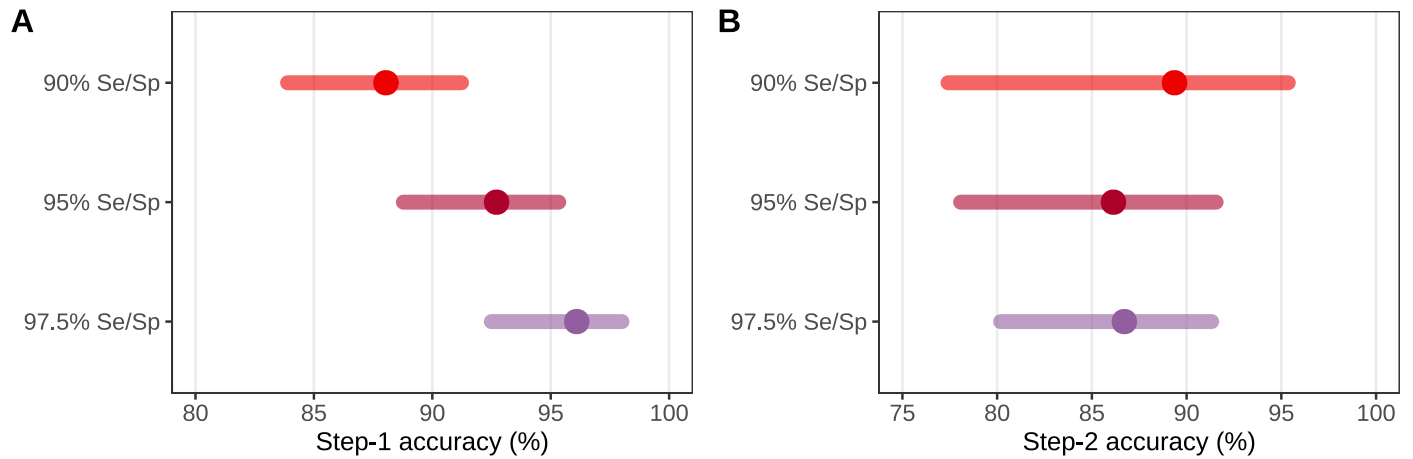 A
90% Se/Sp
95% Se/Sp
97.5% Se/Sp
80 85 90 95 100
Step-1 accuracy (%)
B
90% Se/Sp
95% Se/Sp
97.5% Se/Sp
75 80 85 90 95 100
Step-2 accuracy (%)